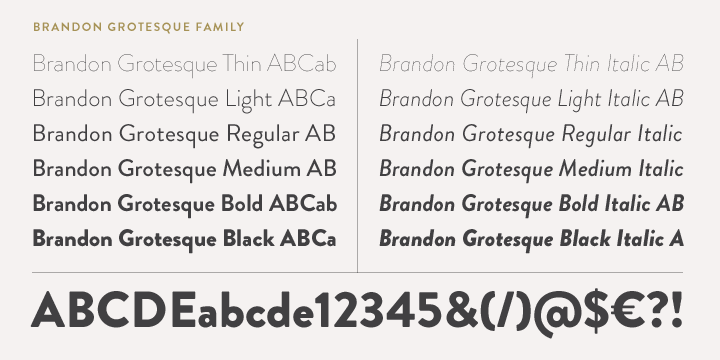 BRANDON GROTESQUE FAMILY
Brandon Grotesque Thin ABCab
Brandon Grotesque Light ABCa
Brandon Grotesque Regular AB
Brandon Grotesque Medium AB
Brandon Grotesque Bold ABCab
Brandon Grotesque Black ABCa
Brandon Grotesque Thin Italic AB
Brandon Grotesque Light Italic AB
Brandon Grotesque Regular Italic
Brandon Grotesque Medium Italic
Brandon Grotesque Bold Italic AB
Brandon Grotesque Black Italic A
ABCDEabcde12345&(/)@$€?!